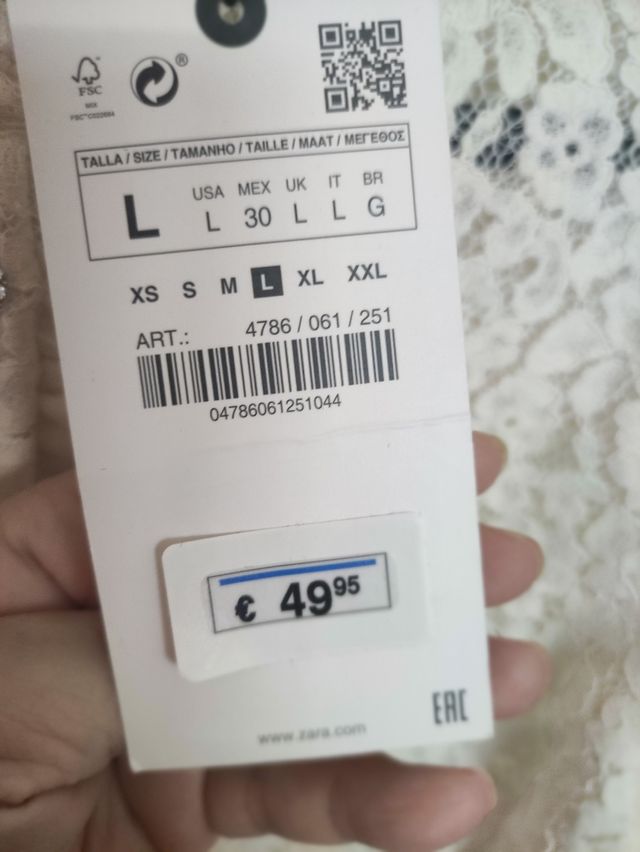 FSC
MIX
®
TALLA / SIZE / TAMANHO / TAILLE / MAAT / ΜΕΓΕΘΟΣ
USA MEX UK IT BR
L L 30 L L G
XS S M L XL XXL
ART.: 4786 / 061 / 251
04786061251044
€ 4995
EAC
www.zara.com